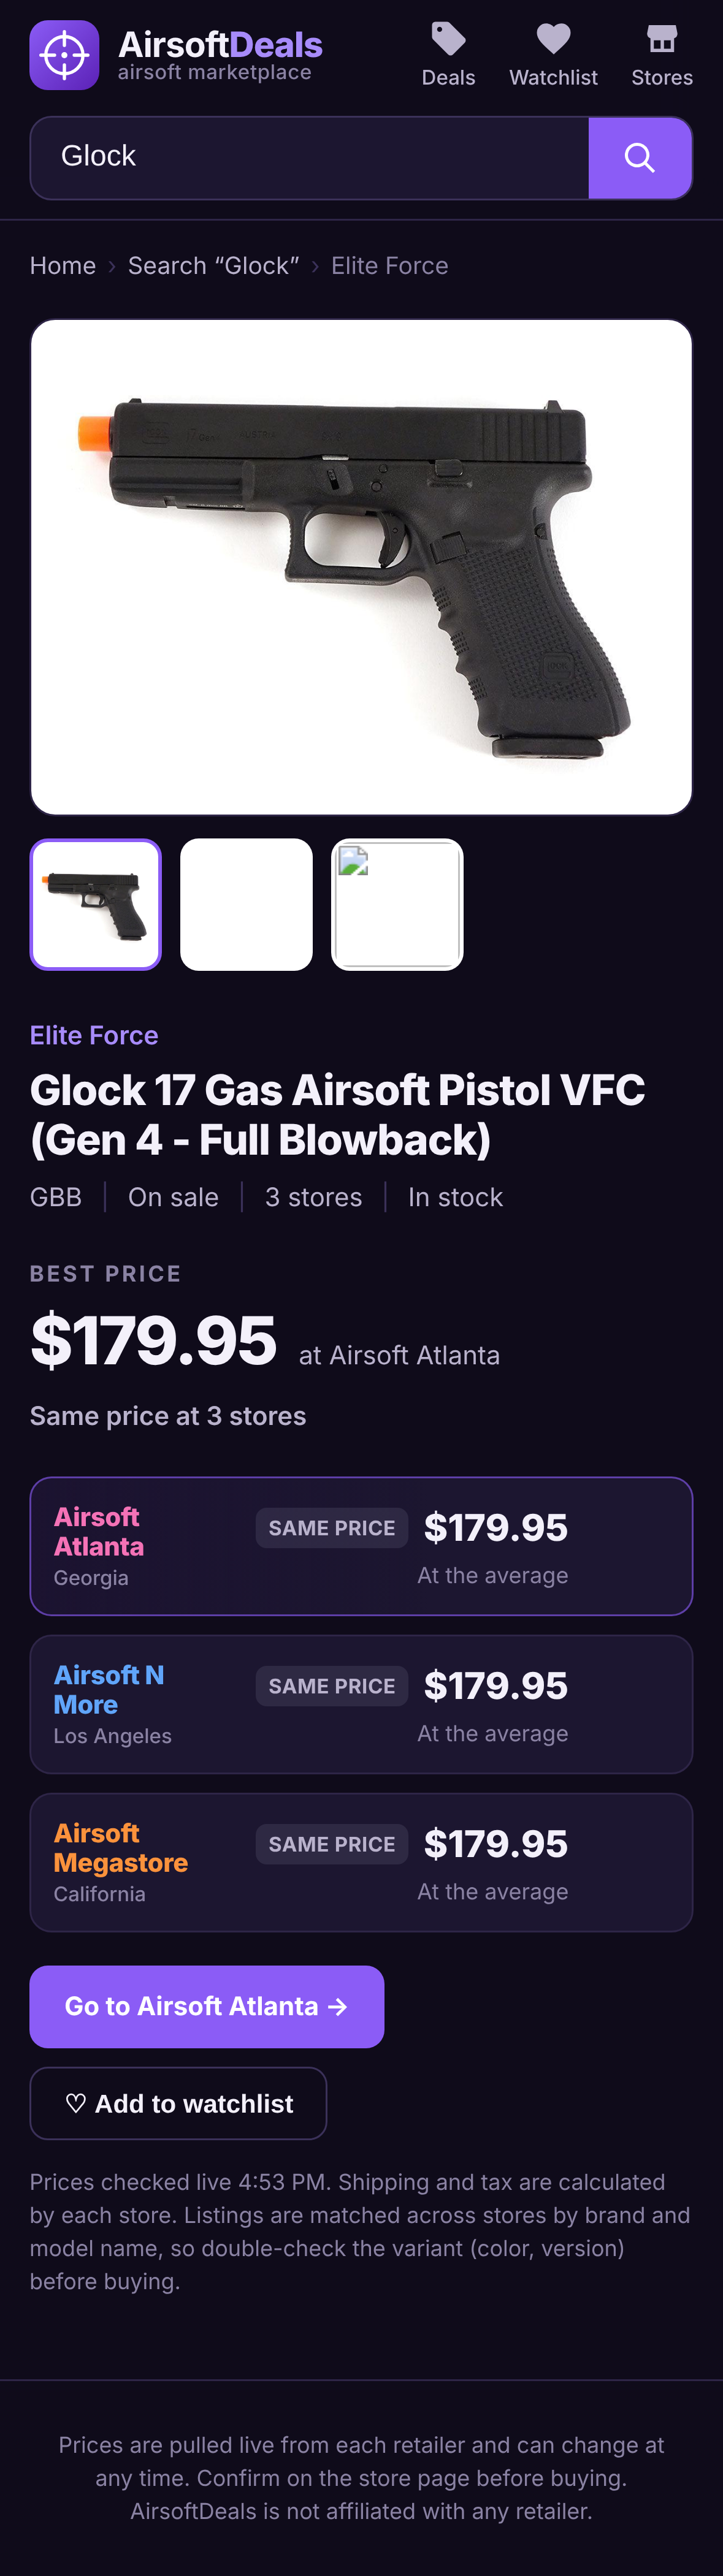 AirsoftDeals
airsoft marketplace
Deals
Watchlist
Stores
Glock
Home › Search “Glock” › Elite Force
Elite Force
Glock 17 Gas Airsoft Pistol VFC
(Gen 4 - Full Blowback)
GBB | On sale | 3 stores | In stock
BEST PRICE
$179.95 at Airsoft Atlanta
Same price at 3 stores
Airsoft
Atlanta
Georgia
SAME PRICE $179.95
At the average
Airsoft N
More
Los Angeles
SAME PRICE $179.95
At the average
Airsoft
Megastore
California
SAME PRICE $179.95
At the average
Go to Airsoft Atlanta →
♡ Add to watchlist
Prices checked live 4:53 PM. Shipping and tax are calculated
by each store. Listings are matched across stores by brand and
model name, so double-check the variant (color, version)
before buying.
Prices are pulled live from each retailer and can change at
any time. Confirm on the store page before buying.
AirsoftDeals is not affiliated with any retailer.